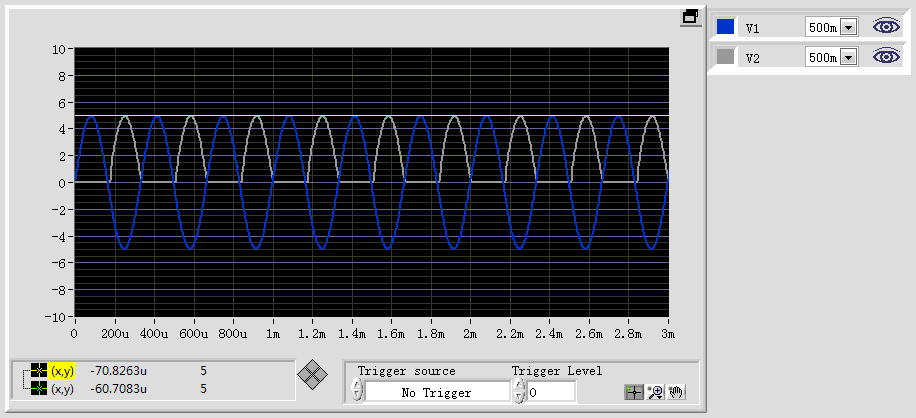 V1 500m
V2 500m
10
8
6
4
2
0
-2
-4
-6
-8
-10
0 200u 400u 600u 800u 1m 1.2m 1.4m 1.6m 1.8m 2m 2.2m 2.4m 2.6m 2.8m 3m
(x,y) -70.8263u 5
(x,y) -60.7083u 5
Trigger source Trigger Level
No Trigger 0